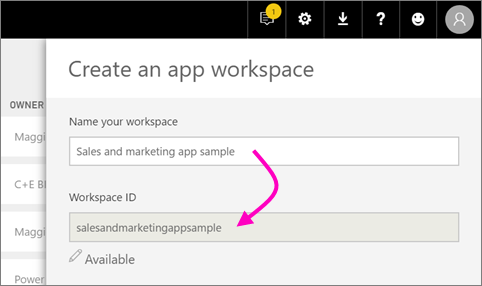 1
?
Create an app workspace
OWNER
Name your workspace
Maggi
Sales and marketing app sample
C+E B
Workspace ID
Maggi
salesandmarketingappsample
Available
Power